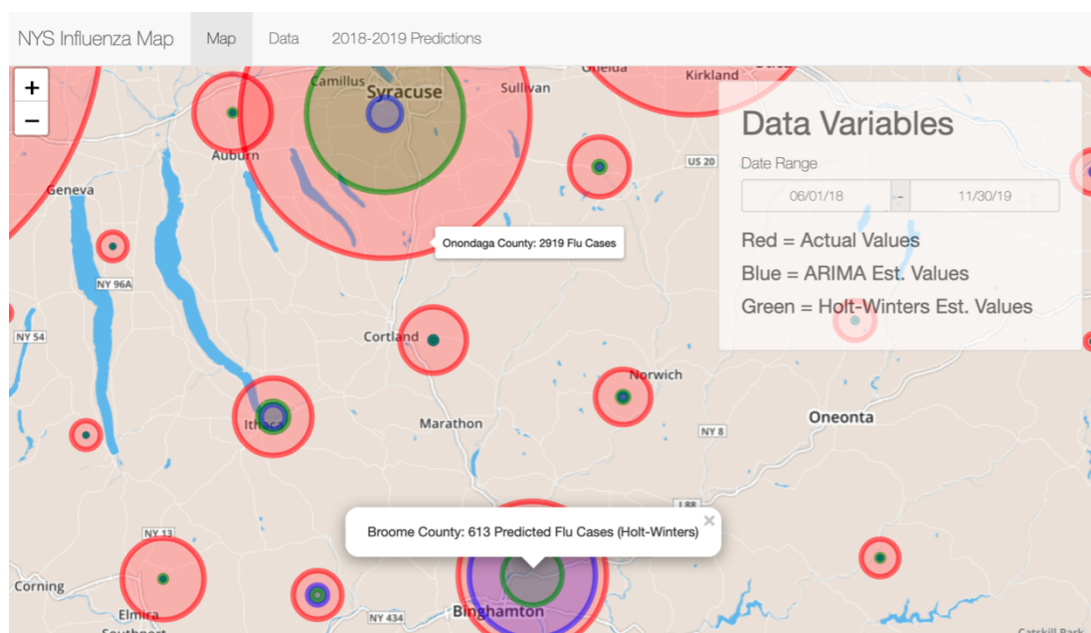 NYS Influenza Map Map Data 2018-2019 Predictions
+
−
Camillus
Syracuse
Sullivan
Oneida
Kirkland
Data Variables
Date Range
06/01/18 - 11/30/19
Red = Actual Values
Blue = ARIMA Est. Values
Green = Holt-Winters Est. Values
Auburn
US 20
Geneva
Onondaga County: 2919 Flu Cases
NY 96A
NY 54
Cortland
Norwich
Ithaca
Marathon
NY 8
Oneonta
I 88
Broome County: 613 Predicted Flu Cases (Holt-Winters) ×
NY 13
Corning
Elmira
NY 434
Binghamton
Southport
Catskill Park